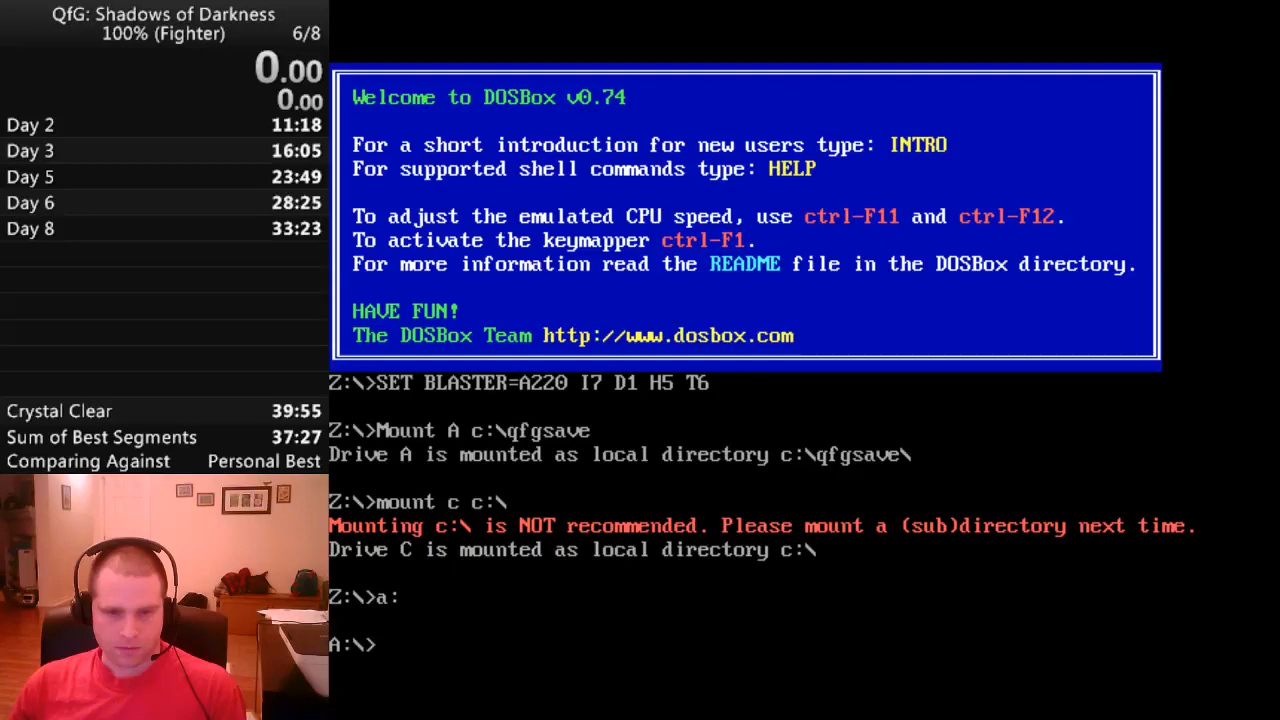 QfG: Shadows of Darkness
100% (Fighter) 6/8
0.00
0.00
Day 2 11:18
Day 3 16:05
Day 5 23:49
Day 6 28:25
Day 8 33:23
Crystal Clear 39:55
Sum of Best Segments 37:27
Comparing Against Personal Best
Welcome to DOSBox v0.74
For a short introduction for new users type: INTRO
For supported shell commands type: HELP
To adjust the emulated CPU speed, use ctrl-F11 and ctrl-F12.
To activate the keymapper ctrl-F1.
For more information read the README file in the DOSBox directory.
HAVE FUN!
The DOSBox Team http://www.dosbox.com
Z:\>SET BLASTER=A220 I7 D1 H5 T6
Z:\>Mount A c:\qfgsave
Drive A is mounted as local directory c:\qfgsave\
Z:\>mount c c:\
Mounting c:\ is NOT recommended. Please mount a (sub)directory next time.
Drive C is mounted as local directory c:\
Z:\>a:
A:\>